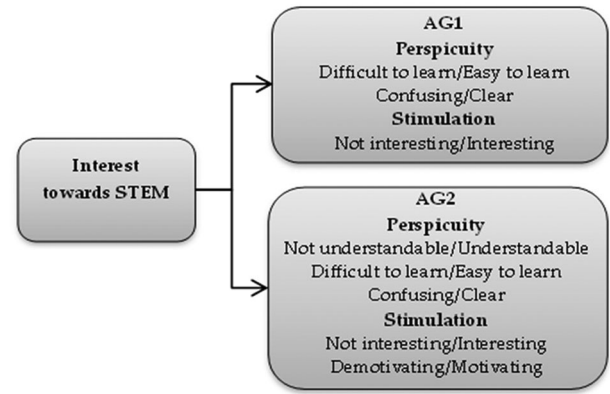 Interest
towards STEM
AG1
Perspicuity
Difficult to learn/Easy to learn
Confusing/Clear
Stimulation
Not interesting/Interesting
AG2
Perspicuity
Not understandable/Understandable
Difficult to learn/Easy to learn
Confusing/Clear
Stimulation
Not interesting/Interesting
Demotivating/Motivating